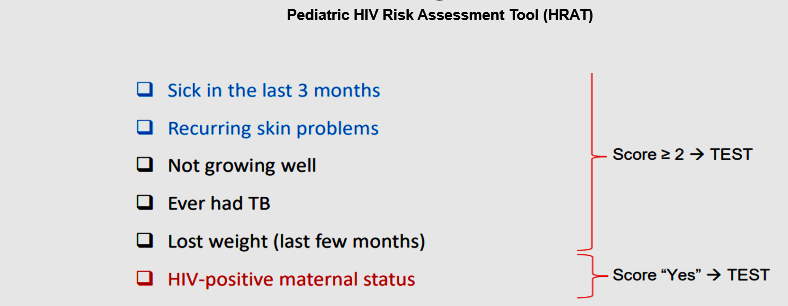 Pediatric HIV Risk Assessment Tool (HRAT)
Sick in the last 3 months
Recurring skin problems
Not growing well
Score ≥ 2 → TEST
Ever had TB
Lost weight (last few months)
HIV-positive maternal status
Score “Yes” → TEST